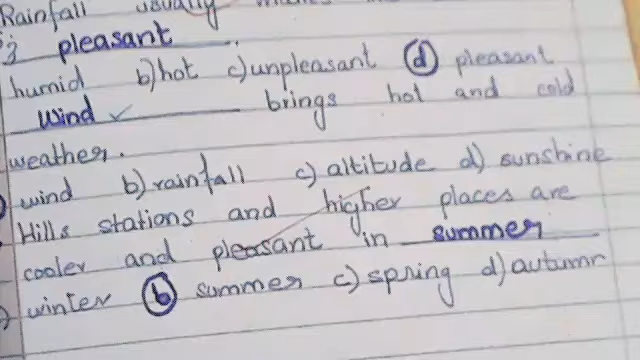 Rainfall usually
pleasant
humid b) hot c) unpleasant d) pleasant
Wind brings hot and cold
weather.
wind b) rainfall c) altitude d) sunshine
Hills stations and higher places are
cooler and pleasant in summer
winter b) summer c) spring d) autumn